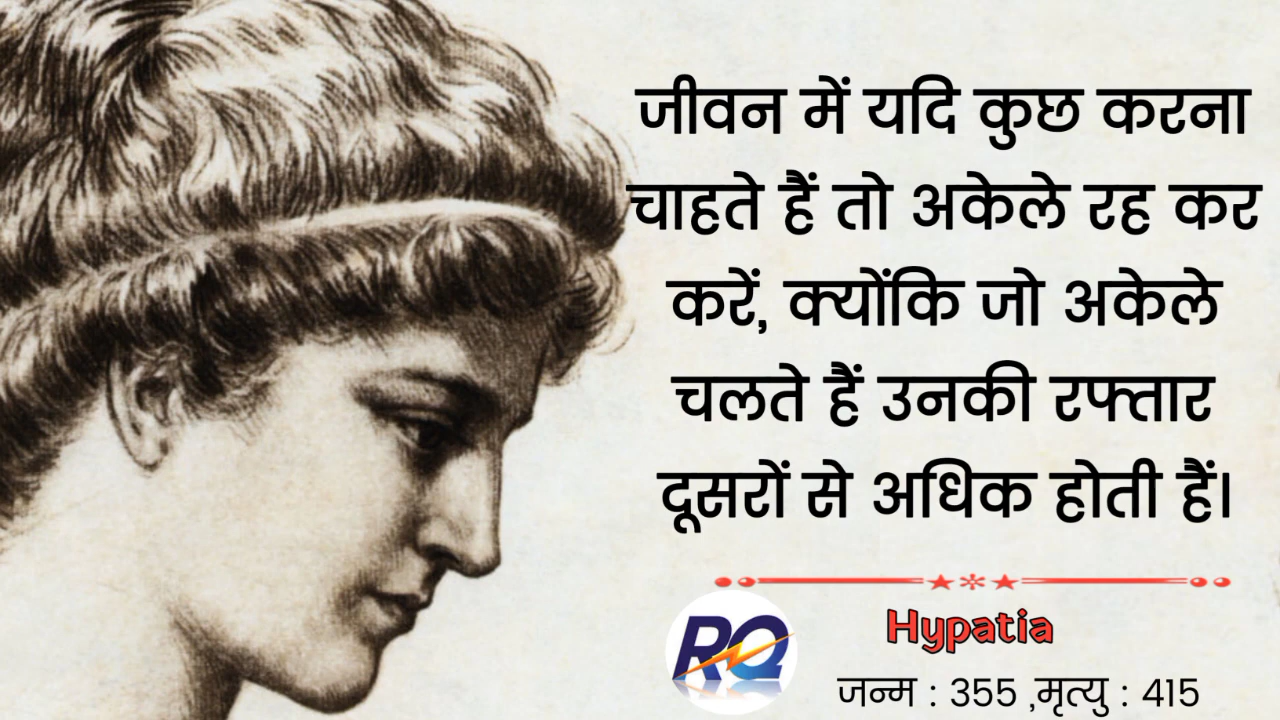 जीवन में यदि कुछ करना
चाहते हैं तो अकेले रह कर
करें, क्योंकि जो अकेले
चलते हैं उनकी रफ्तार
दूसरों से अधिक होती हैं।
RQ
Hypatia
जन्म : 355 ,मृत्यु : 415